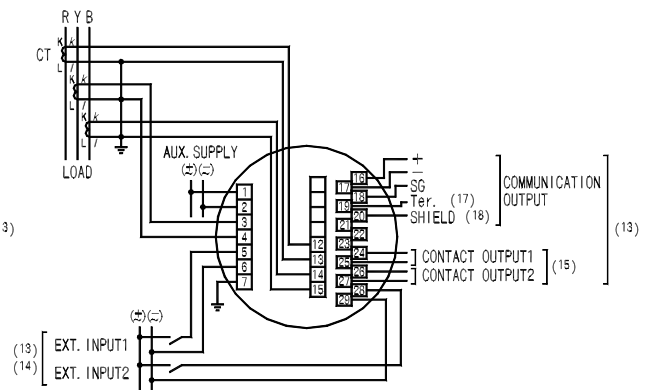 R Y B
K k
CT
L l
K k
L l
K k
L l
LOAD
AUX. SUPPLY
(±)(−)
1
2
3
4
5
6
7
12
13
14
15
16
17
18
19
20
21
22
23
24
25
26
27
28
29
+
−
SG
Ter. (17)
SHIELD (18)
COMMUNICATION
OUTPUT
(13)
CONTACT OUTPUT1
CONTACT OUTPUT2
(15)
3)
(±)(−)
(13)
(14)
EXT. INPUT1
EXT. INPUT2